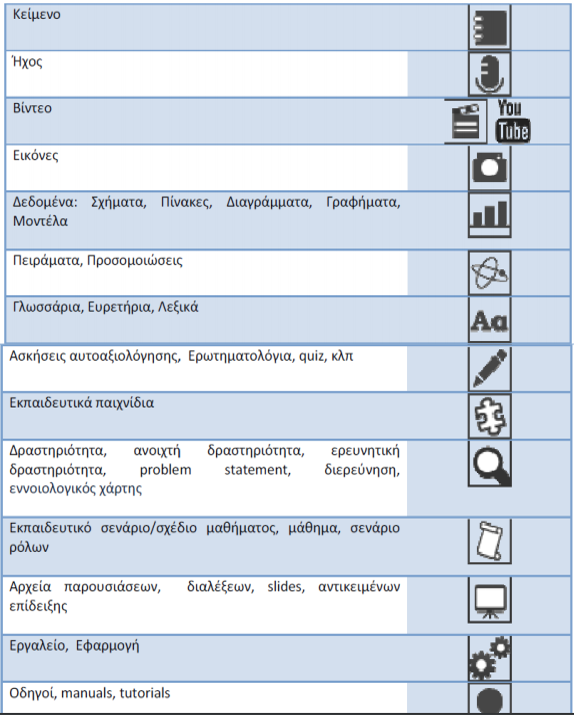 Κείμενο
Ήχος
Βίντεο
You
Tube
Εικόνες
Δεδομένα: Σχήματα, Πίνακες, Διαγράμματα, Γραφήματα,
Μοντέλα
Πειράματα, Προσομοιώσεις
Γλωσσάρια, Ευρετήρια, Λεξικά
Aα
Ασκήσεις αυτοαξιολόγησης, Ερωτηματολόγια, quiz, κλπ
Εκπαιδευτικά παιχνίδια
Δραστηριότητα, ανοιχτή δραστηριότητα, ερευνητική
δραστηριότητα, problem statement, διερεύνηση,
εννοιολογικός χάρτης
Εκπαιδευτικό σενάριο/σχέδιο μαθήματος, μάθημα, σενάριο
ρόλων
Αρχεία παρουσιάσεων, διαλέξεων, slides, αντικειμένων
επίδειξης
Εργαλείο, Εφαρμογή
Οδηγοί, manuals, tutorials